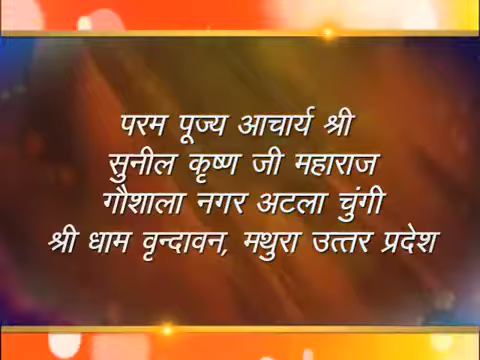 परम पूज्य आचार्य श्री
सुनील कृष्ण जी महाराज
गौशाला नगर अटला चुंगी
श्री धाम वृन्दावन, मथुरा उत्तर प्रदेश